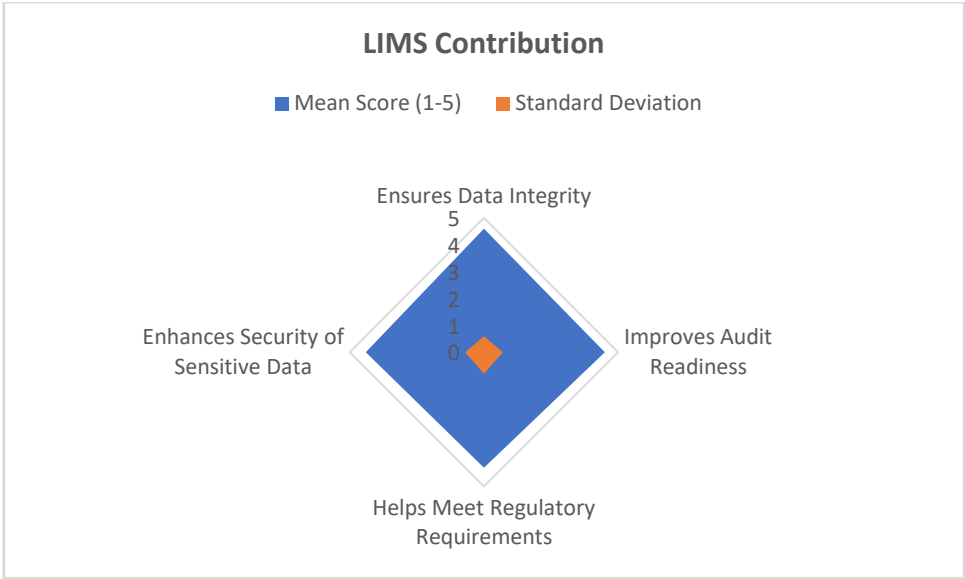 LIMS Contribution
Mean Score (1-5) Standard Deviation
Ensures Data Integrity
5
4
3
2
1
0
Enhances Security of
Sensitive Data
Improves Audit
Readiness
Helps Meet Regulatory
Requirements